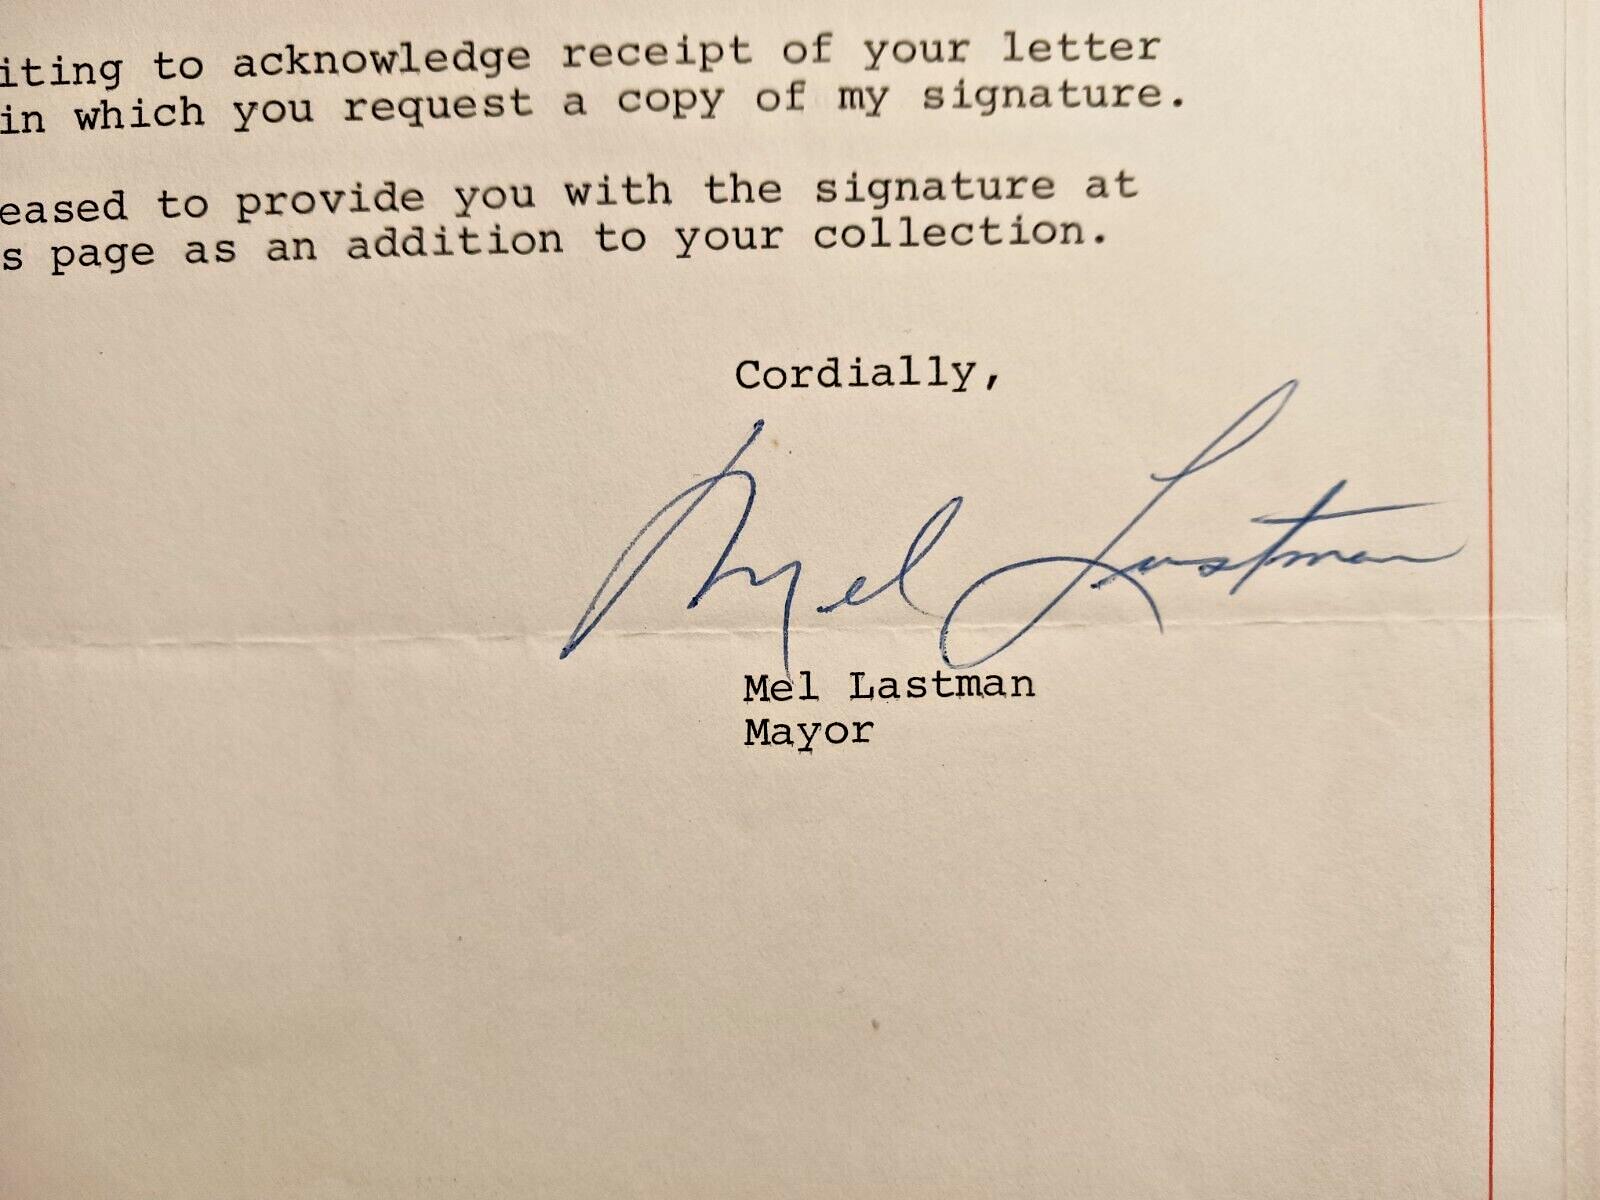 iting to acknowledge receipt of your letter
in which you request a copy of my signature.
eased to provide you with the signature at
s page as an addition to your collection.
Cordially,
Mel Lastman
Mel Lastman
Mayor